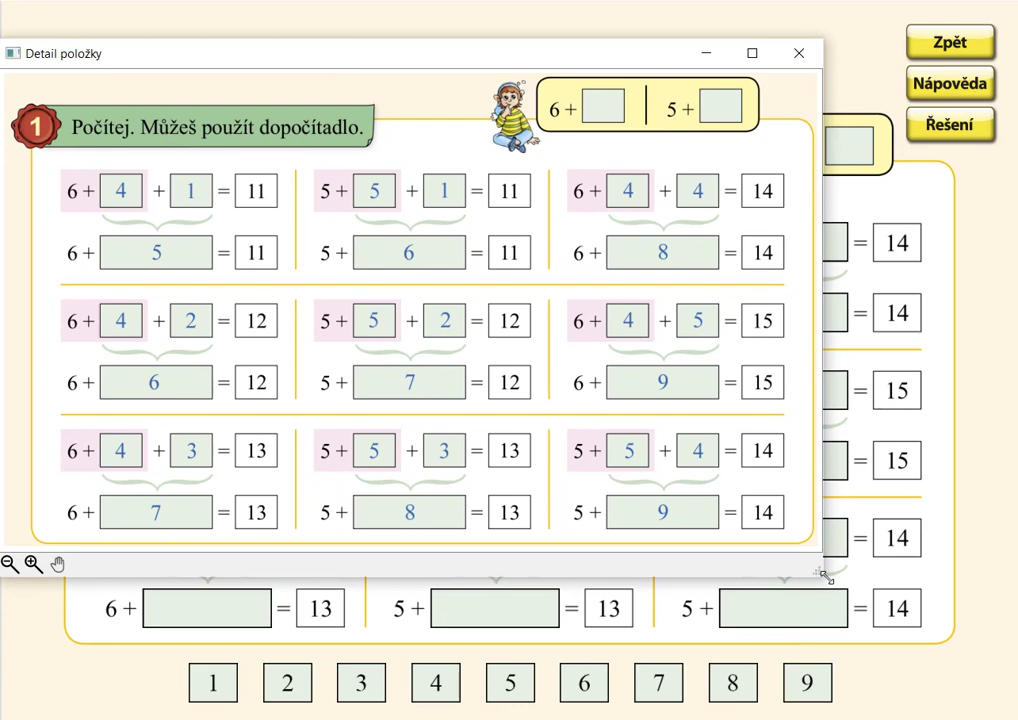 Zpět
Detail položky
Nápověda
6 + 5 +
1 Počítej. Můžeš použít dopočítadlo.
Řešení
6 + 4 + 1 = 11 5 + 5 + 1 = 11 6 + 4 + 4 = 14
= 14
6 + 5 = 11 5 + 6 = 11 6 + 8 = 14
= 14
6 + 4 + 2 = 12 5 + 5 + 2 = 12 6 + 4 + 5 = 15
6 + 6 = 12 5 + 7 = 12 6 + 9 = 15
= 15
6 + 4 + 3 = 13 5 + 5 + 3 = 13 5 + 5 + 4 = 14
= 15
6 + 7 = 13 5 + 8 = 13 5 + 9 = 14
= 14
6 + = 13 5 + = 13 5 + = 14
1 2 3 4 5 6 7 8 9